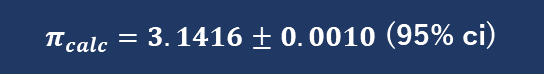 π_calc = 3.1416 ± 0.0010 (95% ci)